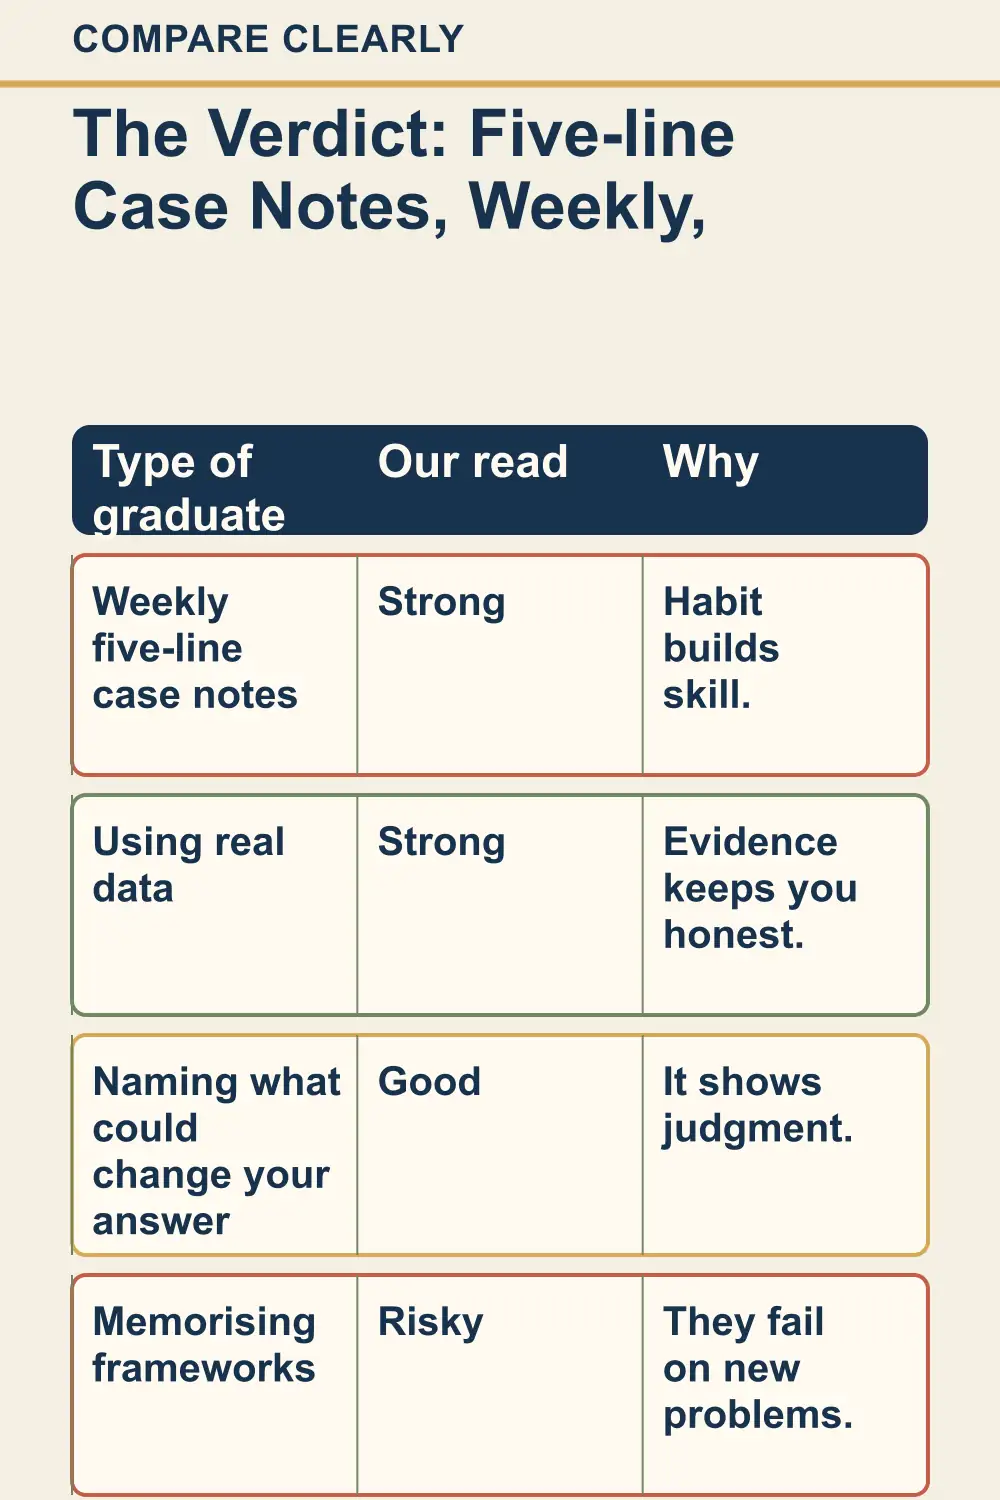 COMPARE CLEARLY
The Verdict: Five-line
Case Notes, Weekly,
Type of
graduate
Our read
Why
Weekly
five-line
case notes
Strong
Habit
builds
skill.
Using real
data
Strong
Evidence
keeps you
honest.
Naming what
could
change your
answer
Good
It shows
judgment.
Memorising
frameworks
Risky
They fail
on new
problems.